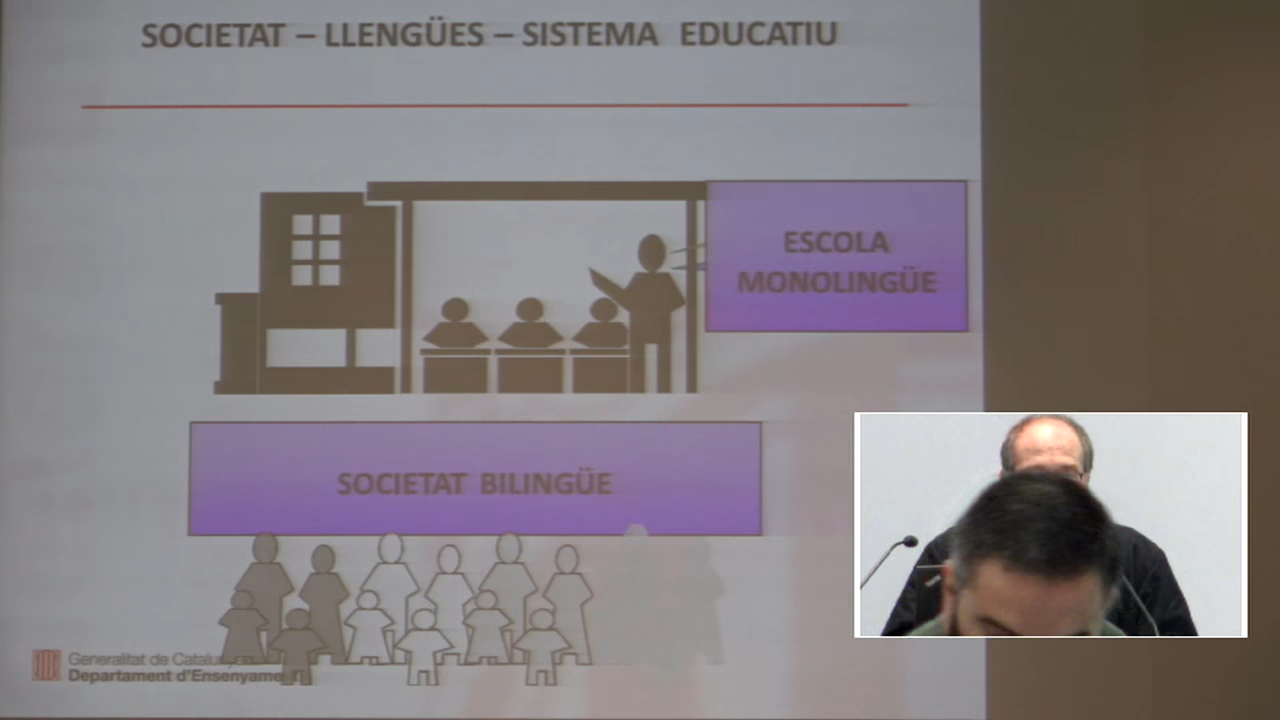 SOCIETAT – LLENGÜES – SISTEMA EDUCATIU
ESCOLA
MONOLINGÜE
SOCIETAT BILINGÜE
Generalitat de Catalunya
Departament d'Ensenyament